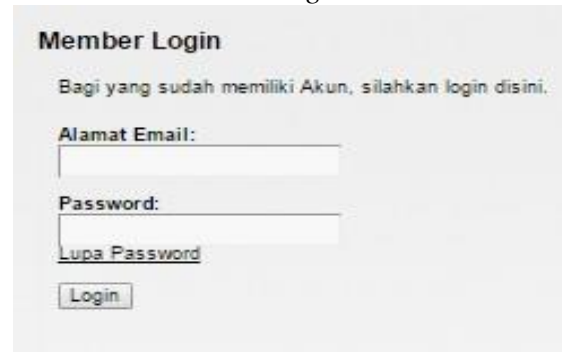 Member Login
Bagi yang sudah memiliki Akun, silahkan login disini.
Alamat Email:
Password:
Lupa Password
Login